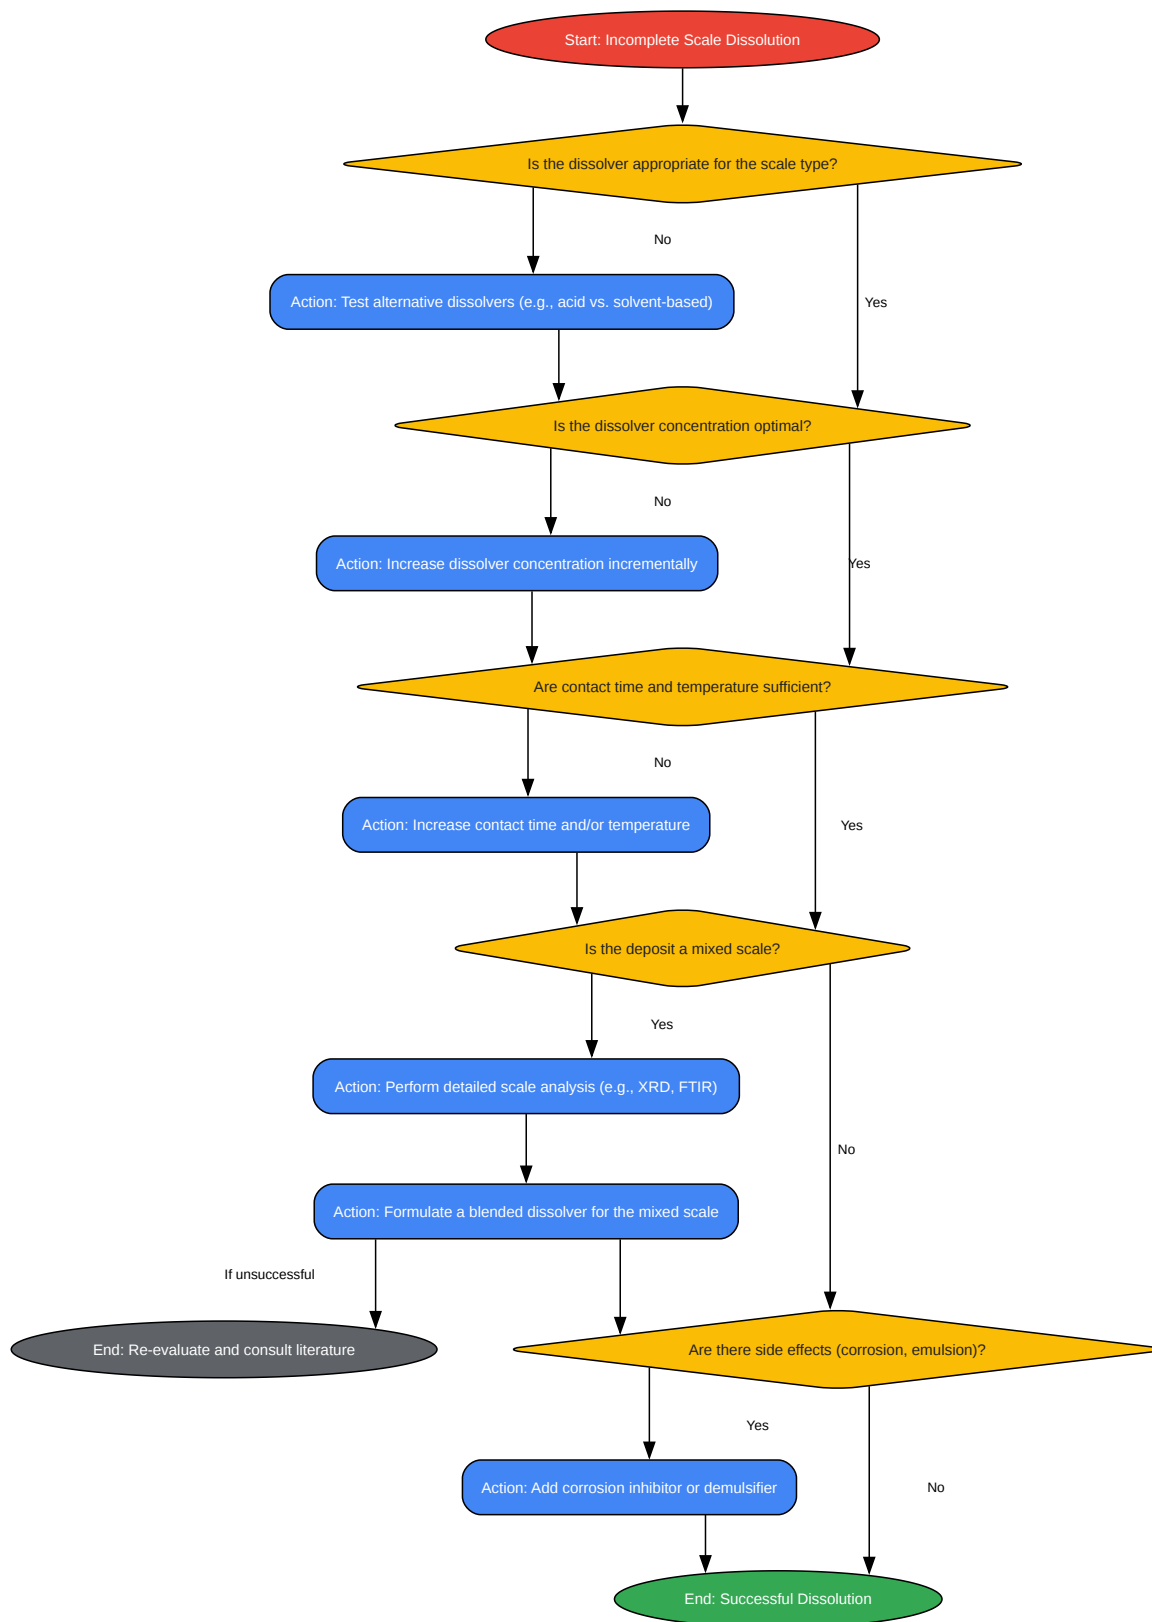 Start: Incomplete Scale Dissolution
Is the dissolver appropriate for the scale type?
No
Action: Test alternative dissolvers (e.g., acid vs. solvent-based)
Yes
Is the dissolver concentration optimal?
No
Action: Increase dissolver concentration incrementally
Yes
Are contact time and temperature sufficient?
No
Action: Increase contact time and/or temperature
Yes
Is the deposit a mixed scale?
Yes
Action: Perform detailed scale analysis (e.g., XRD, FTIR)
No
Action: Formulate a blended dissolver for the mixed scale
If unsuccessful
End: Re-evaluate and consult literature
Are there side effects (corrosion, emulsion)?
Yes
Action: Add corrosion inhibitor or demulsifier
No
End: Successful Dissolution